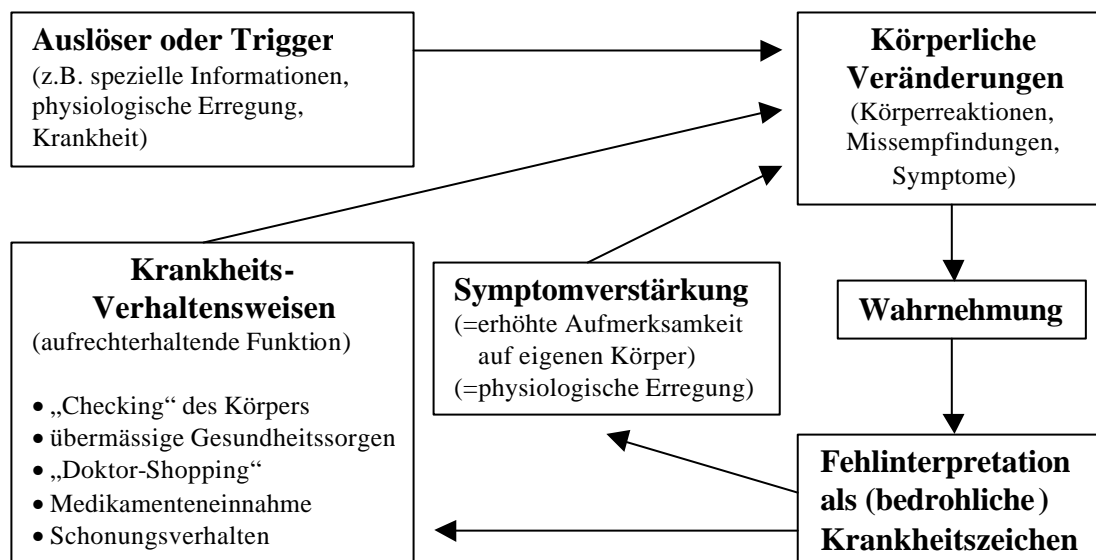 Auslöser oder Trigger
(z.B. spezielle Informationen,
physiologische Erregung,
Krankheit)
Körperliche
Veränderungen
(Körperreaktionen,
Missempfindungen,
Symptome)
Krankheits-
Verhaltensweisen
(aufrechterhaltende Funktion)
• „Checking“ des Körpers
• übermässige Gesundheitssorgen
• „Doktor-Shopping“
• Medikamenteneinnahme
• Schonungsverhalten
Symptomverstärkung
(=erhöhte Aufmerksamkeit
auf eigenen Körper)
(=physiologische Erregung)
Wahrnehmung
Fehlinterpretation
als (bedrohliche)
Krankheitszeichen